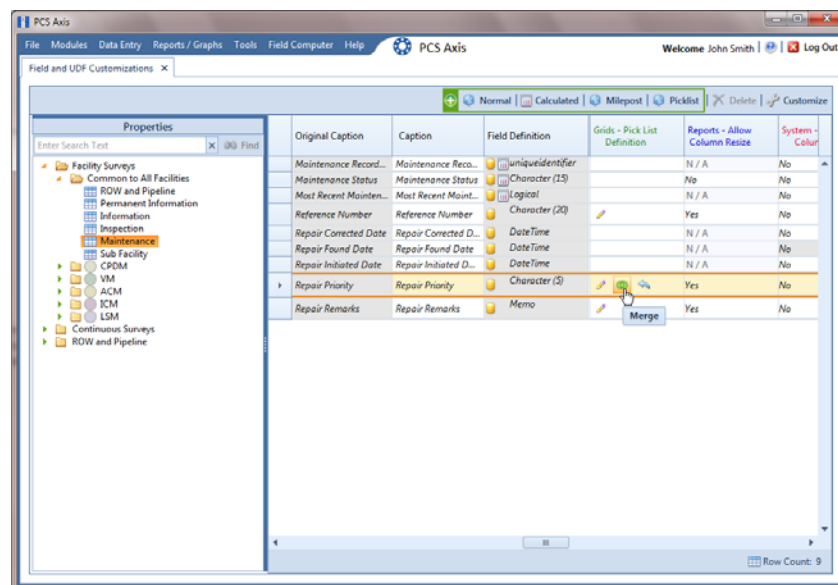 PCS Axis
File Modules Data Entry Reports / Graphs Tools Field Computer Help PCS Axis Welcome John Smith | | Log Out
Field and UDF Customizations ×
Normal | Calculated | Milepost | Picklist | Delete | Customize
Properties
Enter Search Text × Find
Facility Surveys
Common to All Facilities
ROW and Pipeline
Permanent Information
Information
Inspection
Maintenance
Sub Facility
CPDM
VM
ACM
ICM
LSM
Continuous Surveys
ROW and Pipeline
Original Caption Caption Field Definition Grids - Pick List Definition Reports - Allow Column Resize System - Colur
Maintenance Record... Maintenance Reco... uniqueidentifier N / A No
Maintenance Status Maintenance Status Character (15) No No
Most Recent Mainten... Most Recent Maint... Logical N / A No
Reference Number Reference Number Character (20) Yes No
Repair Corrected Date Repair Corrected D... DateTime N / A No
Repair Found Date Repair Found Date DateTime N / A No
Repair Initiated Date Repair Initiated D... DateTime N / A No
Repair Priority Repair Priority Character (5) Yes No
Repair Remarks Repair Remarks Memo Yes No
Merge
Row Count: 9